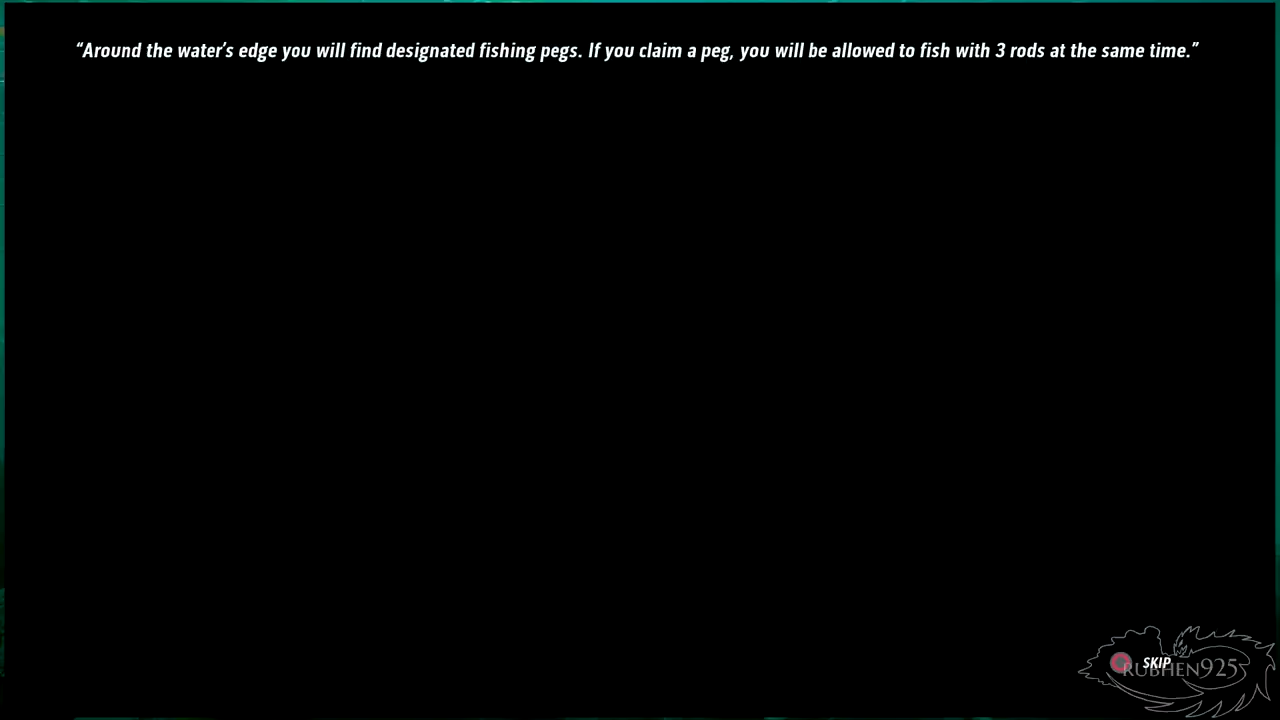 “Around the water’s edge you will find designated fishing pegs. If you claim a peg, you will be allowed to fish with 3 rods at the same time.”
SKIP
RUBHEN925